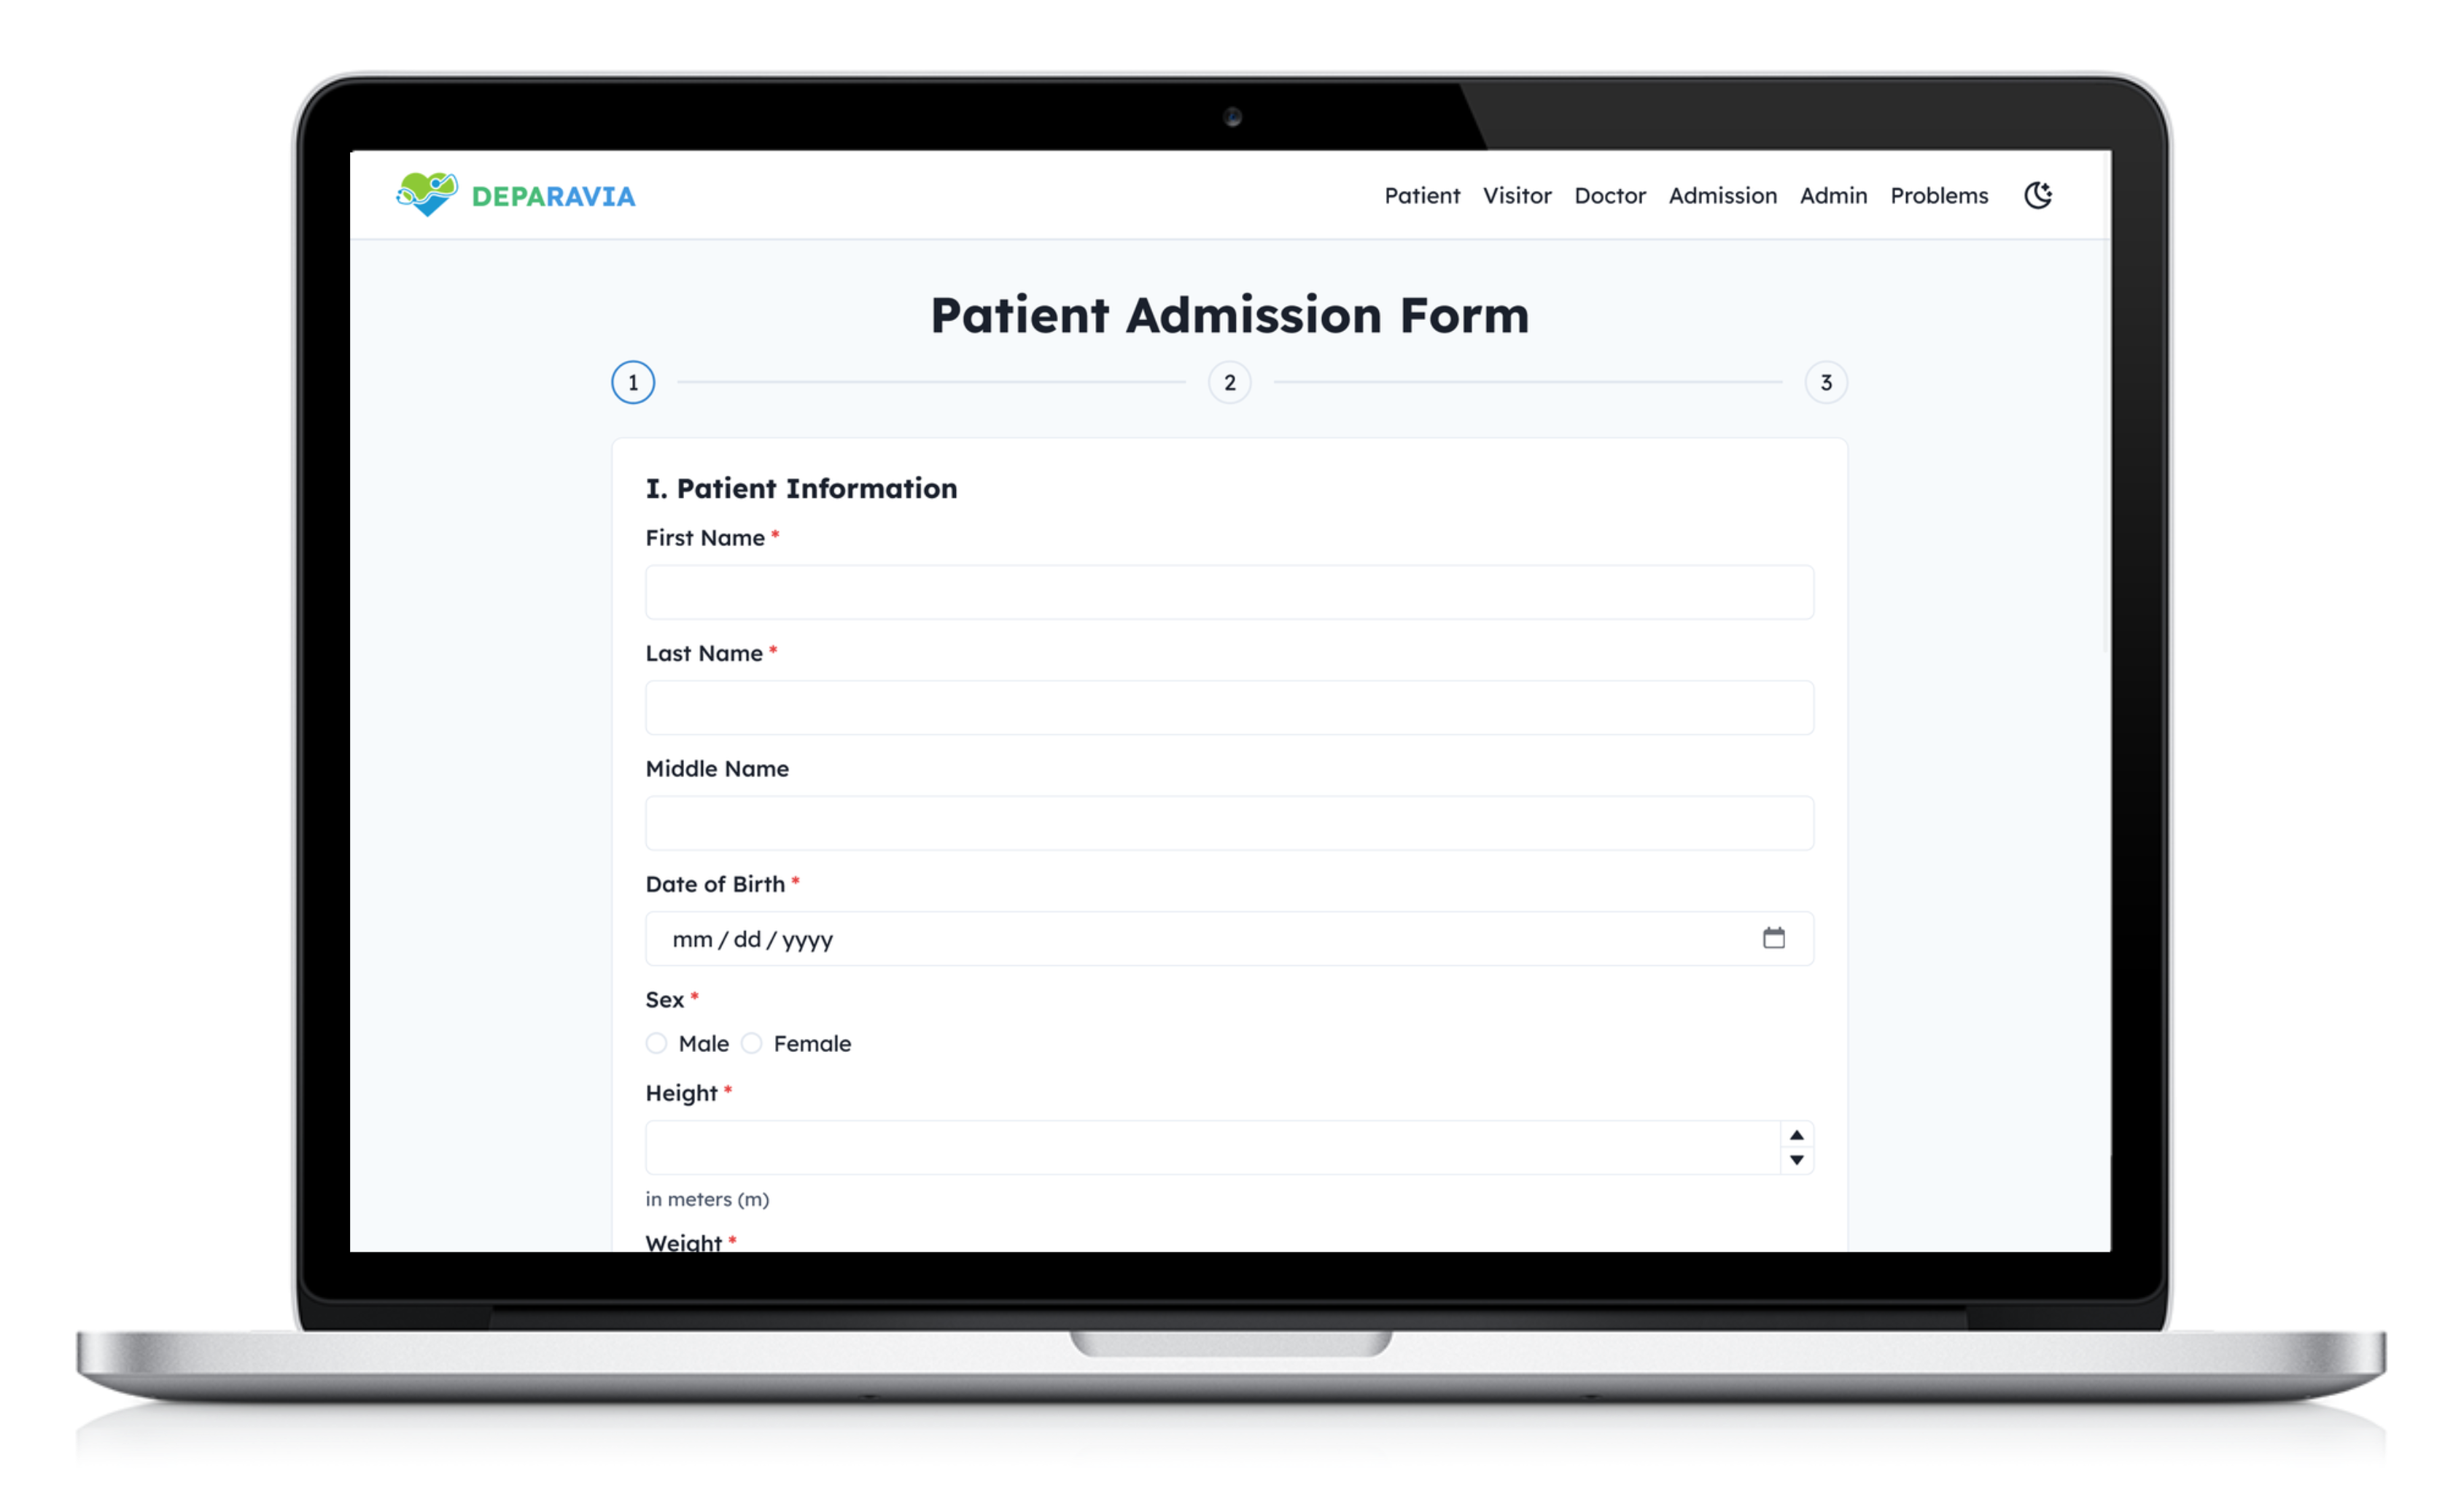 DEPARAVIA
Patient Visitor Doctor Admission Admin Problems
Patient Admission Form
1 2 3
I. Patient Information
First Name *
Last Name *
Middle Name
Date of Birth *
mm / dd / yyyy
Sex *
Male Female
Height *
in meters (m)
Weight *